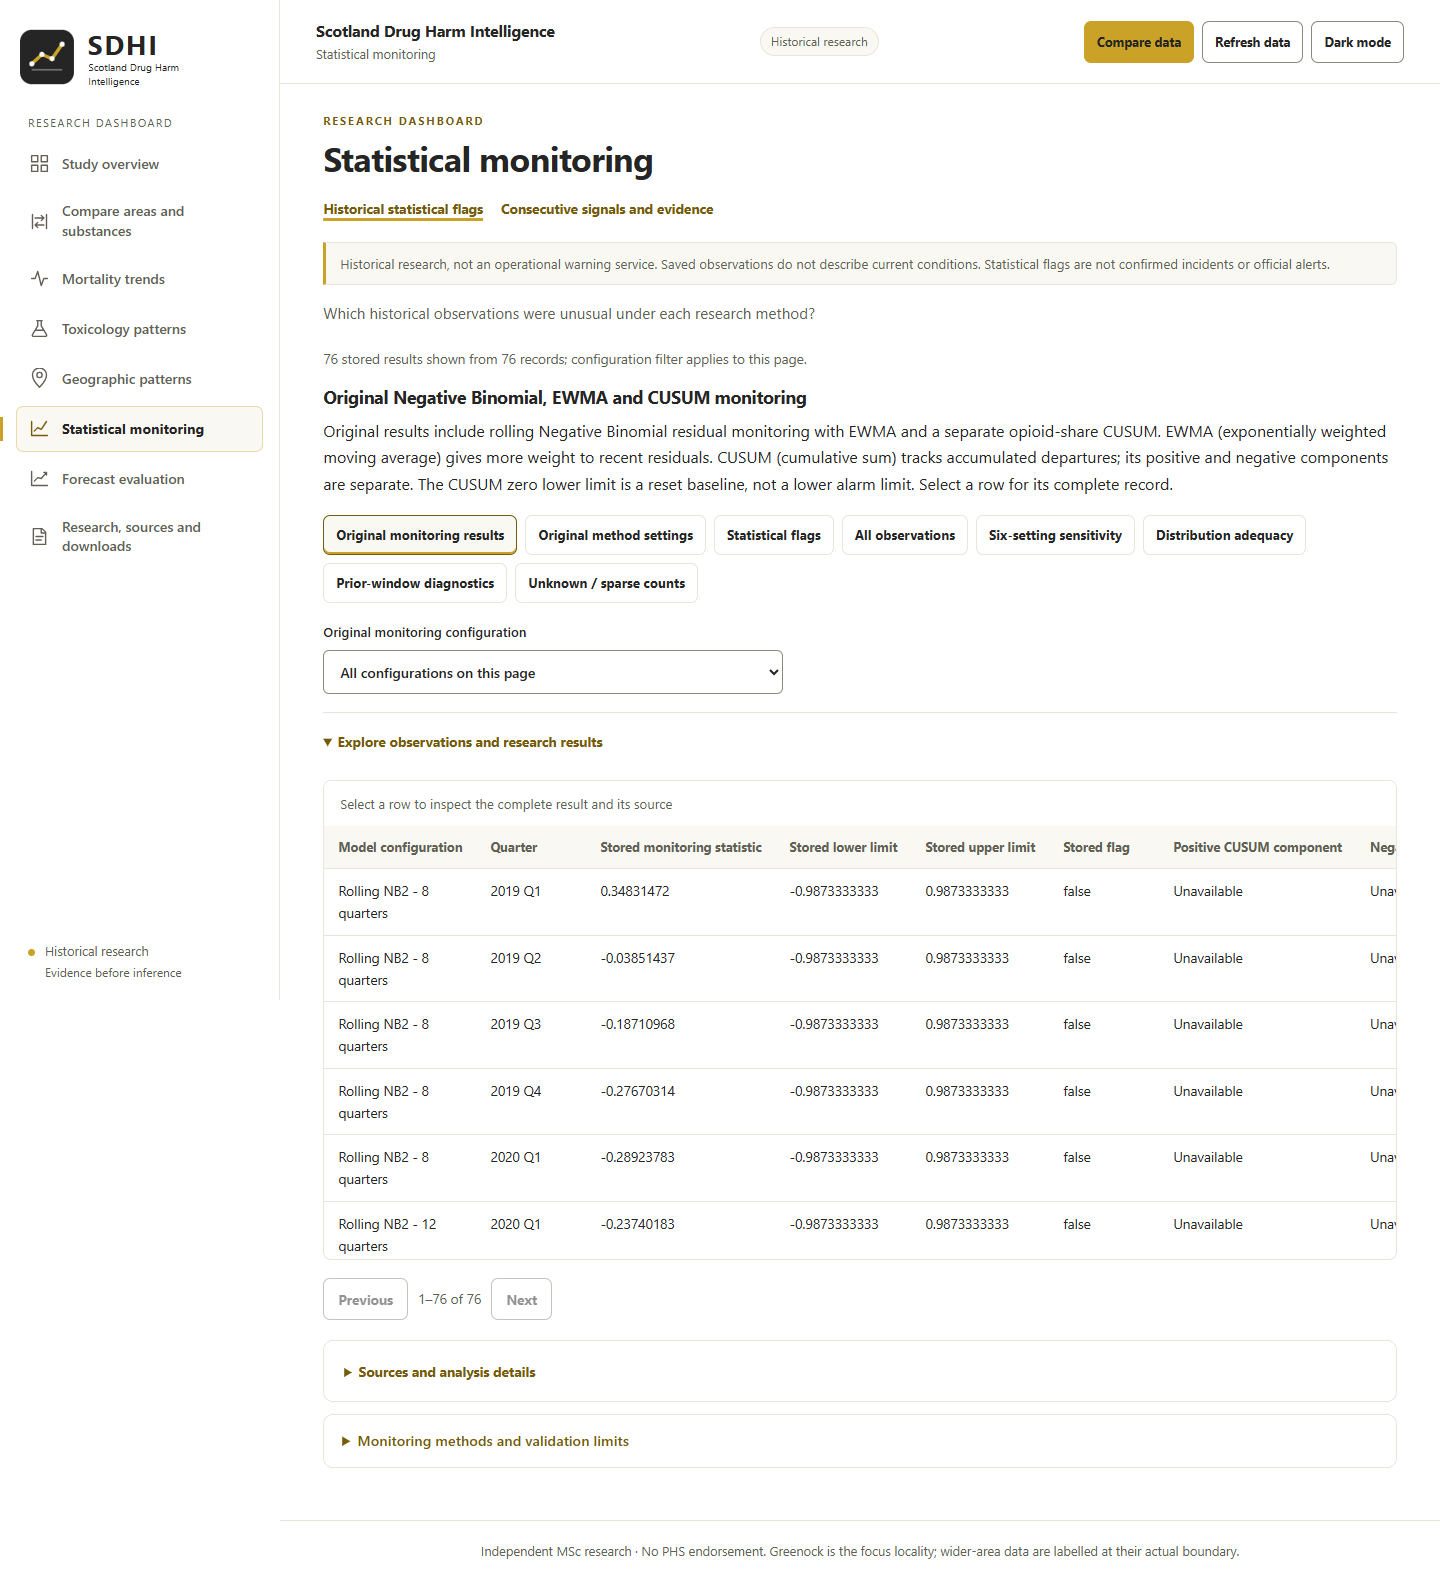 SDHI
Scotland Drug Harm
Intelligence
RESEARCH DASHBOARD
Study overview
Compare areas and
substances
Mortality trends
Toxicology patterns
Geographic patterns
Statistical monitoring
Forecast evaluation
Research, sources and
downloads
Historical research
Evidence before inference
Scotland Drug Harm Intelligence
Statistical monitoring
Historical research
Compare data
Refresh data
Dark mode
RESEARCH DASHBOARD
Statistical monitoring
Historical statistical flags
Consecutive signals and evidence
Historical research, not an operational warning service. Saved observations do not describe current conditions. Statistical flags are not confirmed incidents or official alerts.
Which historical observations were unusual under each research method?
76 stored results shown from 76 records; configuration filter applies to this page.
Original Negative Binomial, EWMA and CUSUM monitoring
Original results include rolling Negative Binomial residual monitoring with EWMA and a separate opioid-share CUSUM. EWMA (exponentially weighted
moving average) gives more weight to recent residuals. CUSUM (cumulative sum) tracks accumulated departures; its positive and negative components
are separate. The CUSUM zero lower limit is a reset baseline, not a lower alarm limit. Select a row for its complete record.
Original monitoring results
Original method settings
Statistical flags
All observations
Six-setting sensitivity
Distribution adequacy
Prior-window diagnostics
Unknown / sparse counts
Original monitoring configuration
All configurations on this page
▼ Explore observations and research results
Select a row to inspect the complete result and its source
Model configuration Quarter Stored monitoring statistic Stored lower limit Stored upper limit Stored flag Positive CUSUM component Neg
Rolling NB2 - 8
quarters
2019 Q1 0.34831472 -0.9873333333 0.9873333333 false Unavailable Una
Rolling NB2 - 8
quarters
2019 Q2 -0.03851437 -0.9873333333 0.9873333333 false Unavailable Una
Rolling NB2 - 8
quarters
2019 Q3 -0.18710968 -0.9873333333 0.9873333333 false Unavailable Una
Rolling NB2 - 8
quarters
2019 Q4 -0.27670314 -0.9873333333 0.9873333333 false Unavailable Una
Rolling NB2 - 8
quarters
2020 Q1 -0.28923783 -0.9873333333 0.9873333333 false Unavailable Una
Rolling NB2 - 12
quarters
2020 Q1 -0.23740183 -0.9873333333 0.9873333333 false Unavailable Una
Previous
1–76 of 76
Next
▶ Sources and analysis details
▶ Monitoring methods and validation limits
Independent MSc research · No PHS endorsement. Greenock is the focus locality; wider-area data are labelled at their actual boundary.